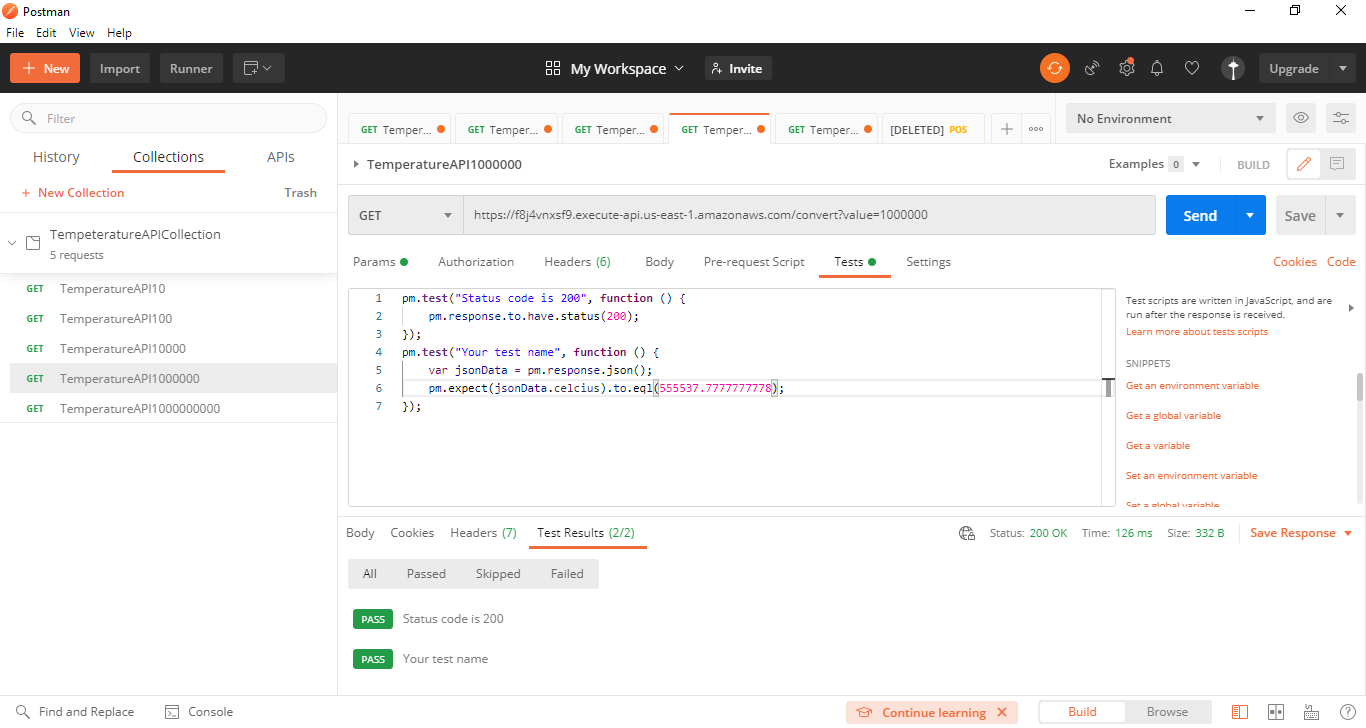 Postman
File Edit View Help
New Import Runner My Workspace Invite Upgrade
Filter
History Collections APIs
+ New Collection Trash
TempeteratureAPICollection
5 requests
GET TemperatureAPI10
GET TemperatureAPI100
GET TemperatureAPI10000
GET TemperatureAPI1000000
GET TemperatureAPI1000000000
GET Temper... GET Temper... GET Temper... GET Temper... GET Temper... [DELETED] POS
No Environment
TemperatureAPI1000000
Examples 0 BUILD
GET https://f8j4vnxsf9.execute-api.us-east-1.amazonaws.com/convert?value=1000000 Send Save
Params Authorization Headers (6) Body Pre-request Script Tests Settings Cookies Code
1 pm.test("Status code is 200", function () {
2 pm.response.to.have.status(200);
3 });
4 pm.test("Your test name", function () {
5 var jsonData = pm.response.json();
6 pm.expect(jsonData.celcius).to.eql(555537.7777777778);
7 });
Test scripts are written in JavaScript, and are
run after the response is received.
Learn more about tests scripts
SNIPPETS
Get an environment variable
Get a global variable
Get a variable
Set an environment variable
Set a global variable
Body Cookies Headers (7) Test Results (2/2) Status: 200 OK Time: 126 ms Size: 332 B Save Response
All Passed Skipped Failed
PASS Status code is 200
PASS Your test name
Find and Replace Console Continue learning Build Browse